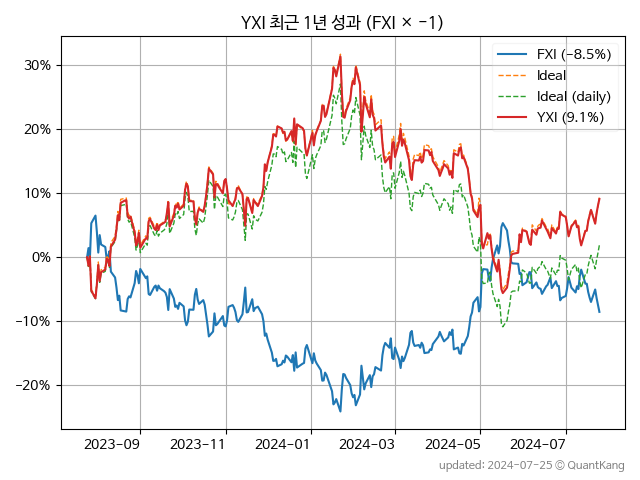 YXI 최근 1년 성과 (FXI × −1)
FXI (−8.5%)
Ideal
Ideal (daily)
YXI (9.1%)
30%
20%
10%
0%
−10%
−20%
2023-09 2023-11 2024-01 2024-03 2024-05 2024-07
updated: 2024-07-25 © QuantKang